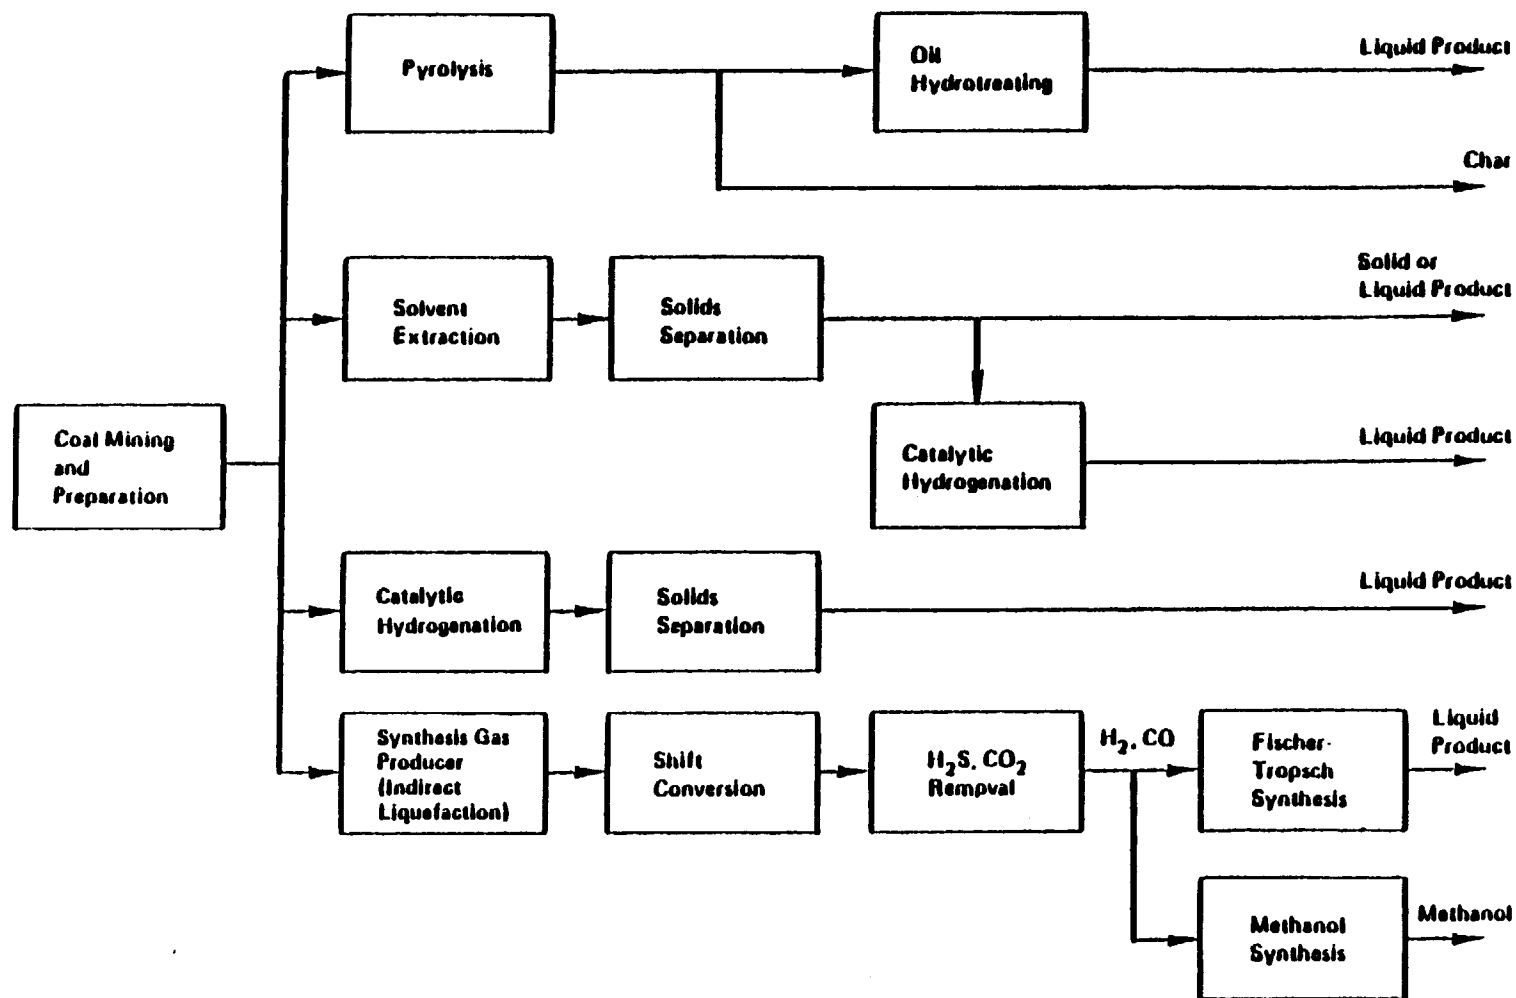 Pyrolysis
Oil
Hydrotreating
Liquid Product
Char
Solvent
Extraction
Solids
Separation
Solid or
Liquid Product
Coal Mining
and
Preparation
Catalytic
Hydrogenation
Liquid Product
Catalytic
Hydrogenation
Solids
Separation
Liquid Product
Synthesis Gas
Producer
(Indirect
Liquefaction)
Shift
Conversion
H₂S, CO₂
Rempval
H₂, CO
Fischer-
Tropsch
Synthesis
Liquid
Product
Methanol
Synthesis
Methanol